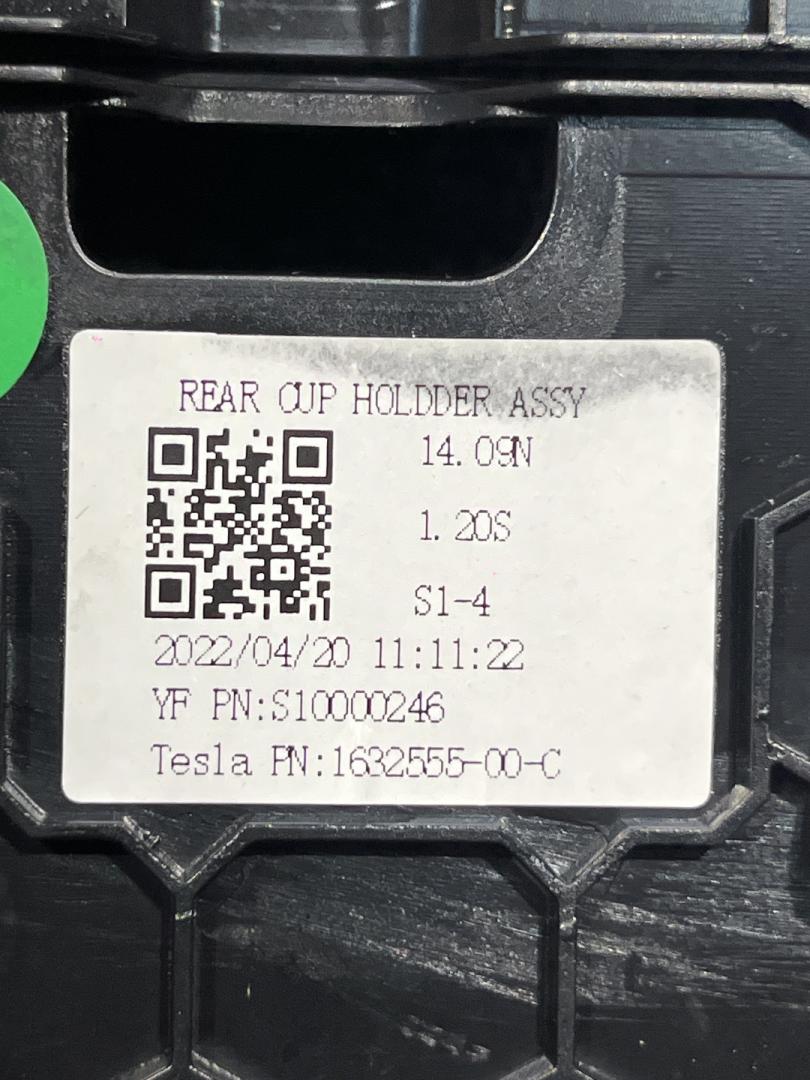 REAR CUP HOLDDER ASSY
14.09N
1.20S
S1-4
2022/04/20 11:11:22
YF PN:S10000246
Tesla PN:1632555-00-C